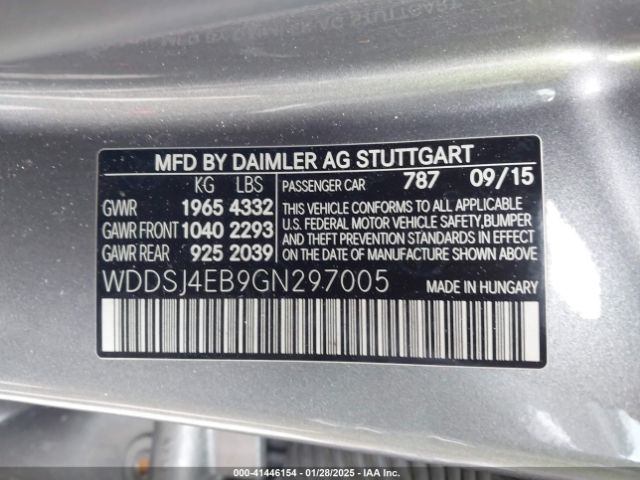 MFD BY DAIMLER AG STUTTGART
KG LBS
GWR 1965 4332
GAWR FRONT 1040 2293
GAWR REAR 925 2039
PASSENGER CAR 787 09/15
THIS VEHICLE CONFORMS TO ALL APPLICABLE
U.S. FEDERAL MOTOR VEHICLE SAFETY,BUMPER
AND THEFT PREVENTION STANDARDS IN EFFECT
ON THE DATE OF MANUFACTURE SHOWN ABOVE.
WDDSJ4EB9GN297005
MADE IN HUNGARY
© - 41446154 - 01/28/2025 - IAA Inc.